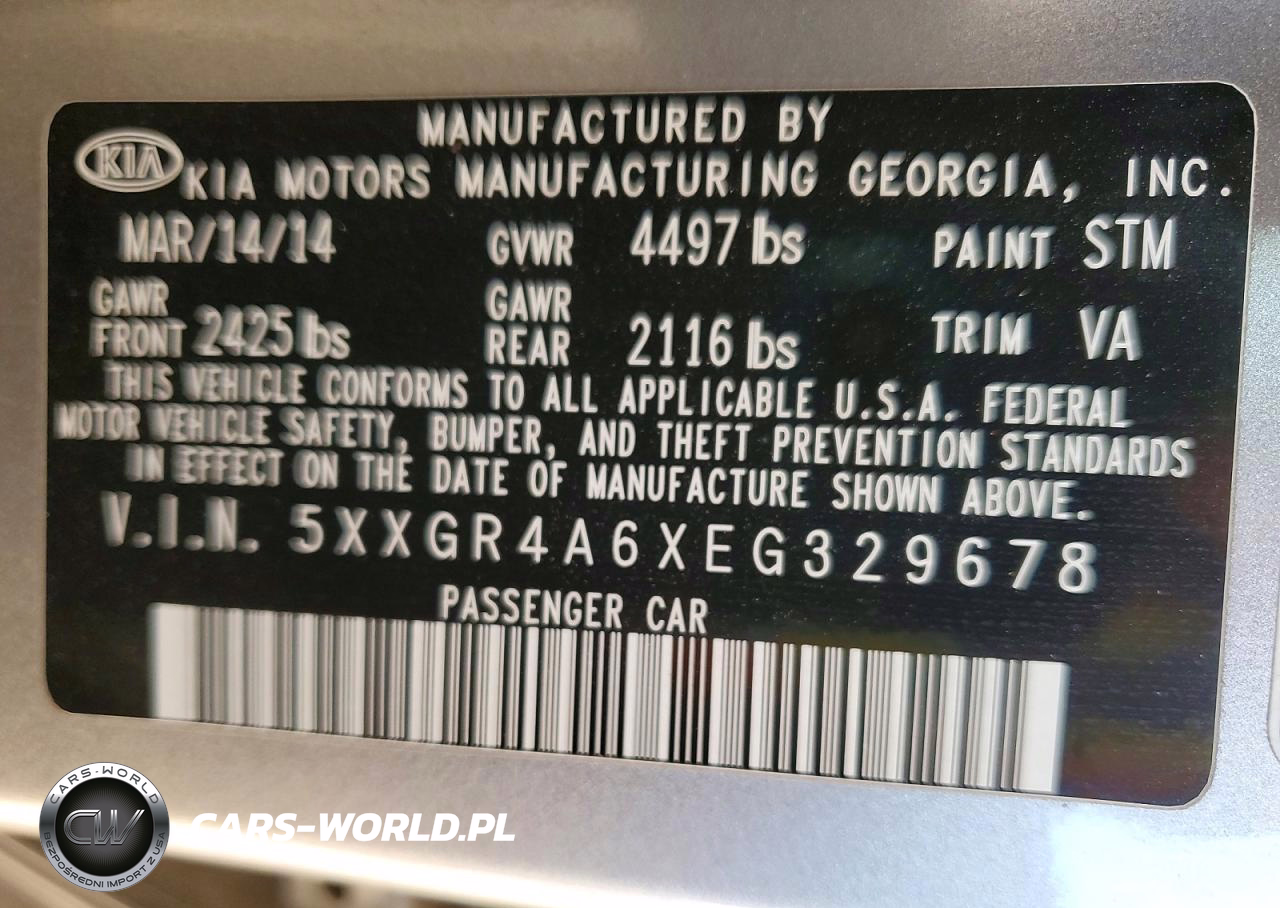 MANUFACTURED BY
KIA
KIA MOTORS MANUFACTURING GEORGIA, INC.
MAR/14/14 GVWR 4497 lbs PAINT STM
GAWR FRONT 2425 lbs GAWR REAR 2116 lbs TRIM VA
THIS VEHICLE CONFORMS TO ALL APPLICABLE U.S.A. FEDERAL
MOTOR VEHICLE SAFETY, BUMPER, AND THEFT PREVENTION STANDARDS
IN EFFECT ON THE DATE OF MANUFACTURE SHOWN ABOVE.
V.I.N. 5XXGR4A6XEG329678
PASSENGER CAR
CARS-WORLD
CW
BEZPOŚREDNI IMPORT Z USA
CARS-WORLD.PL